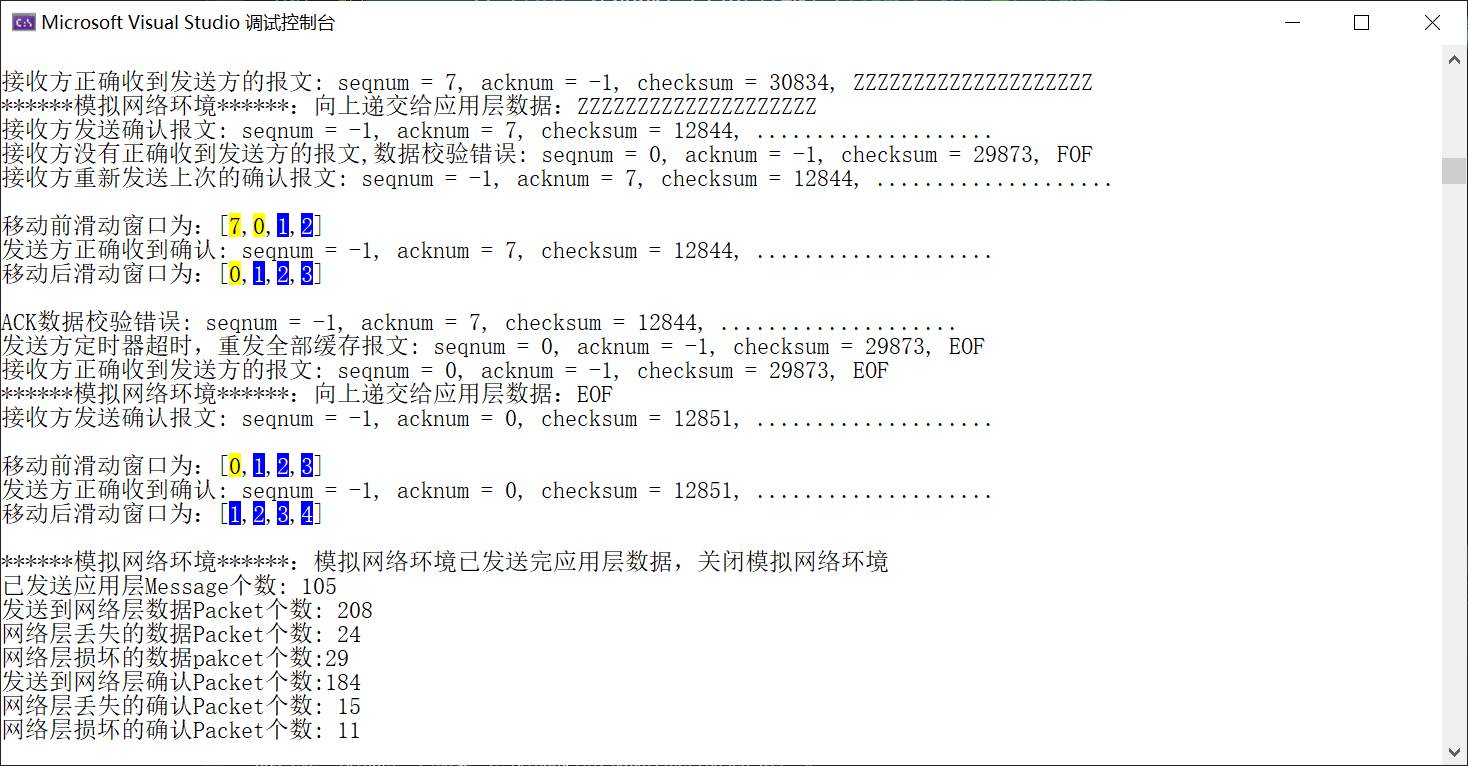 Microsoft Visual Studio 调试控制台
接收方正确收到发送方的报文: seqnum = 7, acknum = -1, checksum = 30834, ZZZZZZZZZZZZZZZZZZZZ
******模拟网络环境******：向上递交给应用层数据：ZZZZZZZZZZZZZZZZZZZZ
接收方发送确认报文: seqnum = -1, acknum = 7, checksum = 12844, ....................
接收方没有正确收到发送方的报文,数据校验错误: seqnum = 0, acknum = -1, checksum = 29873, FOF
接收方重新发送上次的确认报文: seqnum = -1, acknum = 7, checksum = 12844, ....................
移动前滑动窗口为：[7,0,1,2]
发送方正确收到确认: seqnum = -1, acknum = 7, checksum = 12844, ....................
移动后滑动窗口为：[0,1,2,3]
ACK数据校验错误: seqnum = -1, acknum = 7, checksum = 12844, ....................
发送方定时器超时，重发全部缓存报文: seqnum = 0, acknum = -1, checksum = 29873, EOF
接收方正确收到发送方的报文: seqnum = 0, acknum = -1, checksum = 29873, EOF
******模拟网络环境******：向上递交给应用层数据：EOF
接收方发送确认报文: seqnum = -1, acknum = 0, checksum = 12851, ....................
移动前滑动窗口为：[0,1,2,3]
发送方正确收到确认: seqnum = -1, acknum = 0, checksum = 12851, ....................
移动后滑动窗口为：[1,2,3,4]
******模拟网络环境******：模拟网络环境已发送完应用层数据，关闭模拟网络环境
已发送应用层Message个数: 105
发送到网络层数据Packet个数: 208
网络层丢失的数据Packet个数: 24
网络层损坏的数据pakcet个数:29
发送到网络层确认Packet个数:184
网络层丢失的确认Packet个数: 15
网络层损坏的确认Packet个数: 11